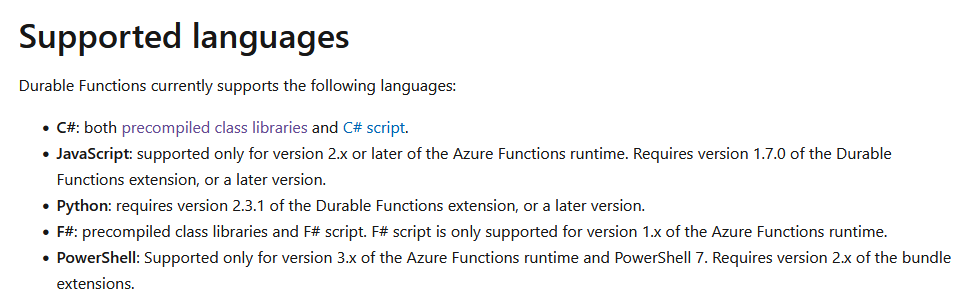 Supported languages
Durable Functions currently supports the following languages:
• C#: both precompiled class libraries and C# script.
• JavaScript: supported only for version 2.x or later of the Azure Functions runtime. Requires version 1.7.0 of the Durable
Functions extension, or a later version.
• Python: requires version 2.3.1 of the Durable Functions extension, or a later version.
• F#: precompiled class libraries and F# script. F# script is only supported for version 1.x of the Azure Functions runtime.
• PowerShell: Supported only for version 3.x of the Azure Functions runtime and PowerShell 7. Requires version 2.x of the bundle
extensions.